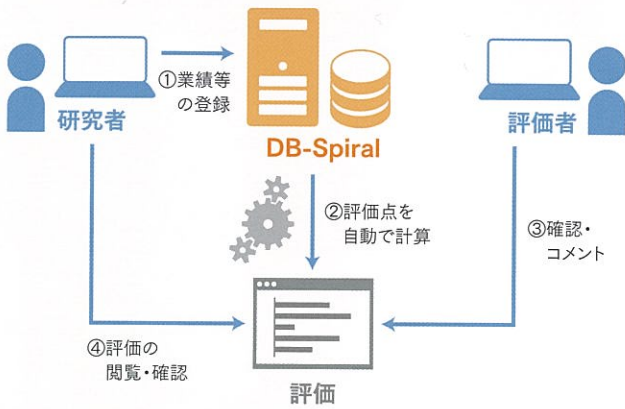 ①業績等
の登録
研究者
DB-Spiral
評価者
②評価点を
自動で計算
③確認・
コメント
④評価の
閲覧・確認
評価